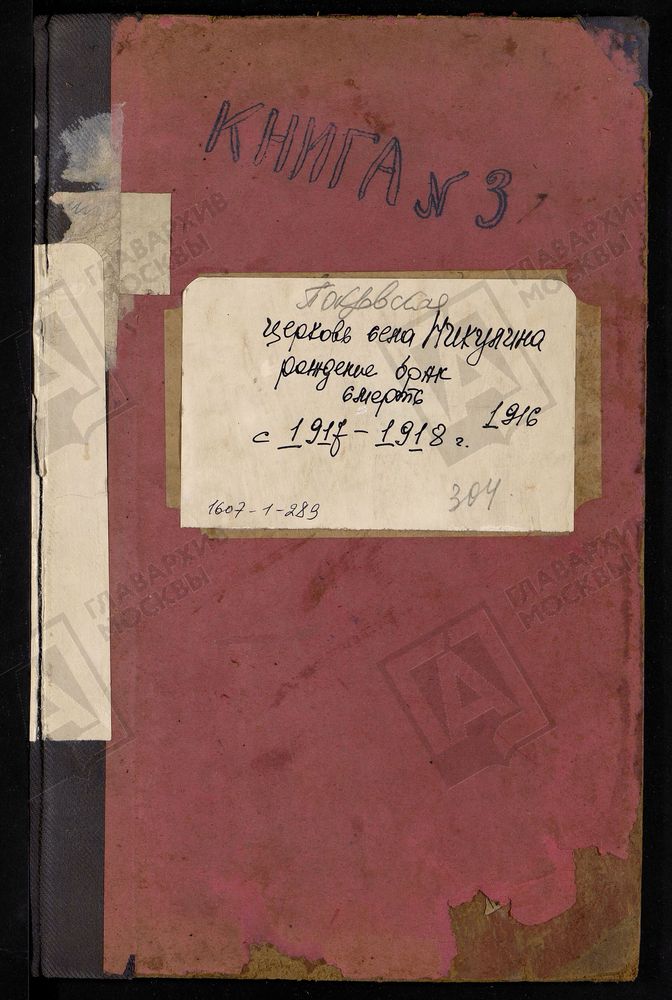 КНИГА № 3
Покровская
Церковь села Никулина
рождение брак
смерть
1916
с 1917 - 1918 г.
304.
1607-1-289
ГЛАВАРХИВ
МОСКВЫ
ГЛАВАРХИВ
МОСКВЫ
ГЛАВАРХИВ
МОСКВЫ
ГЛАВАРХИВ
МОСКВЫ